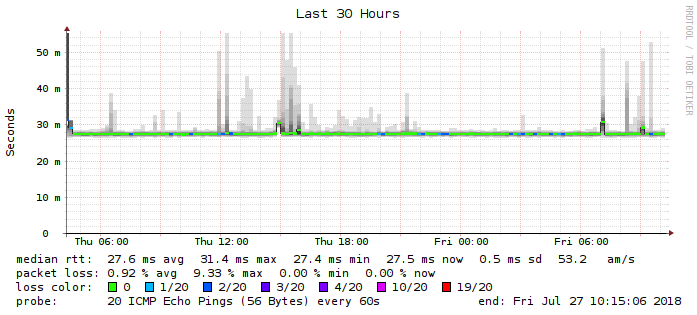 Last 30 Hours
RRDTOOL / TOBI OETIKER
Seconds
50 m
40 m
30 m
20 m
10 m
0
Thu 06:00 Thu 12:00 Thu 18:00 Fri 00:00 Fri 06:00
median rtt: 27.6 ms avg 31.4 ms max 27.4 ms min 27.5 ms now 0.5 ms sd 53.2 am/s
packet loss: 0.92 % avg 9.33 % max 0.00 % min 0.00 % now
loss color: 0 1/20 2/20 3/20 4/20 10/20 19/20
probe: 20 ICMP Echo Pings (56 Bytes) every 60s end: Fri Jul 27 10:15:06 2018